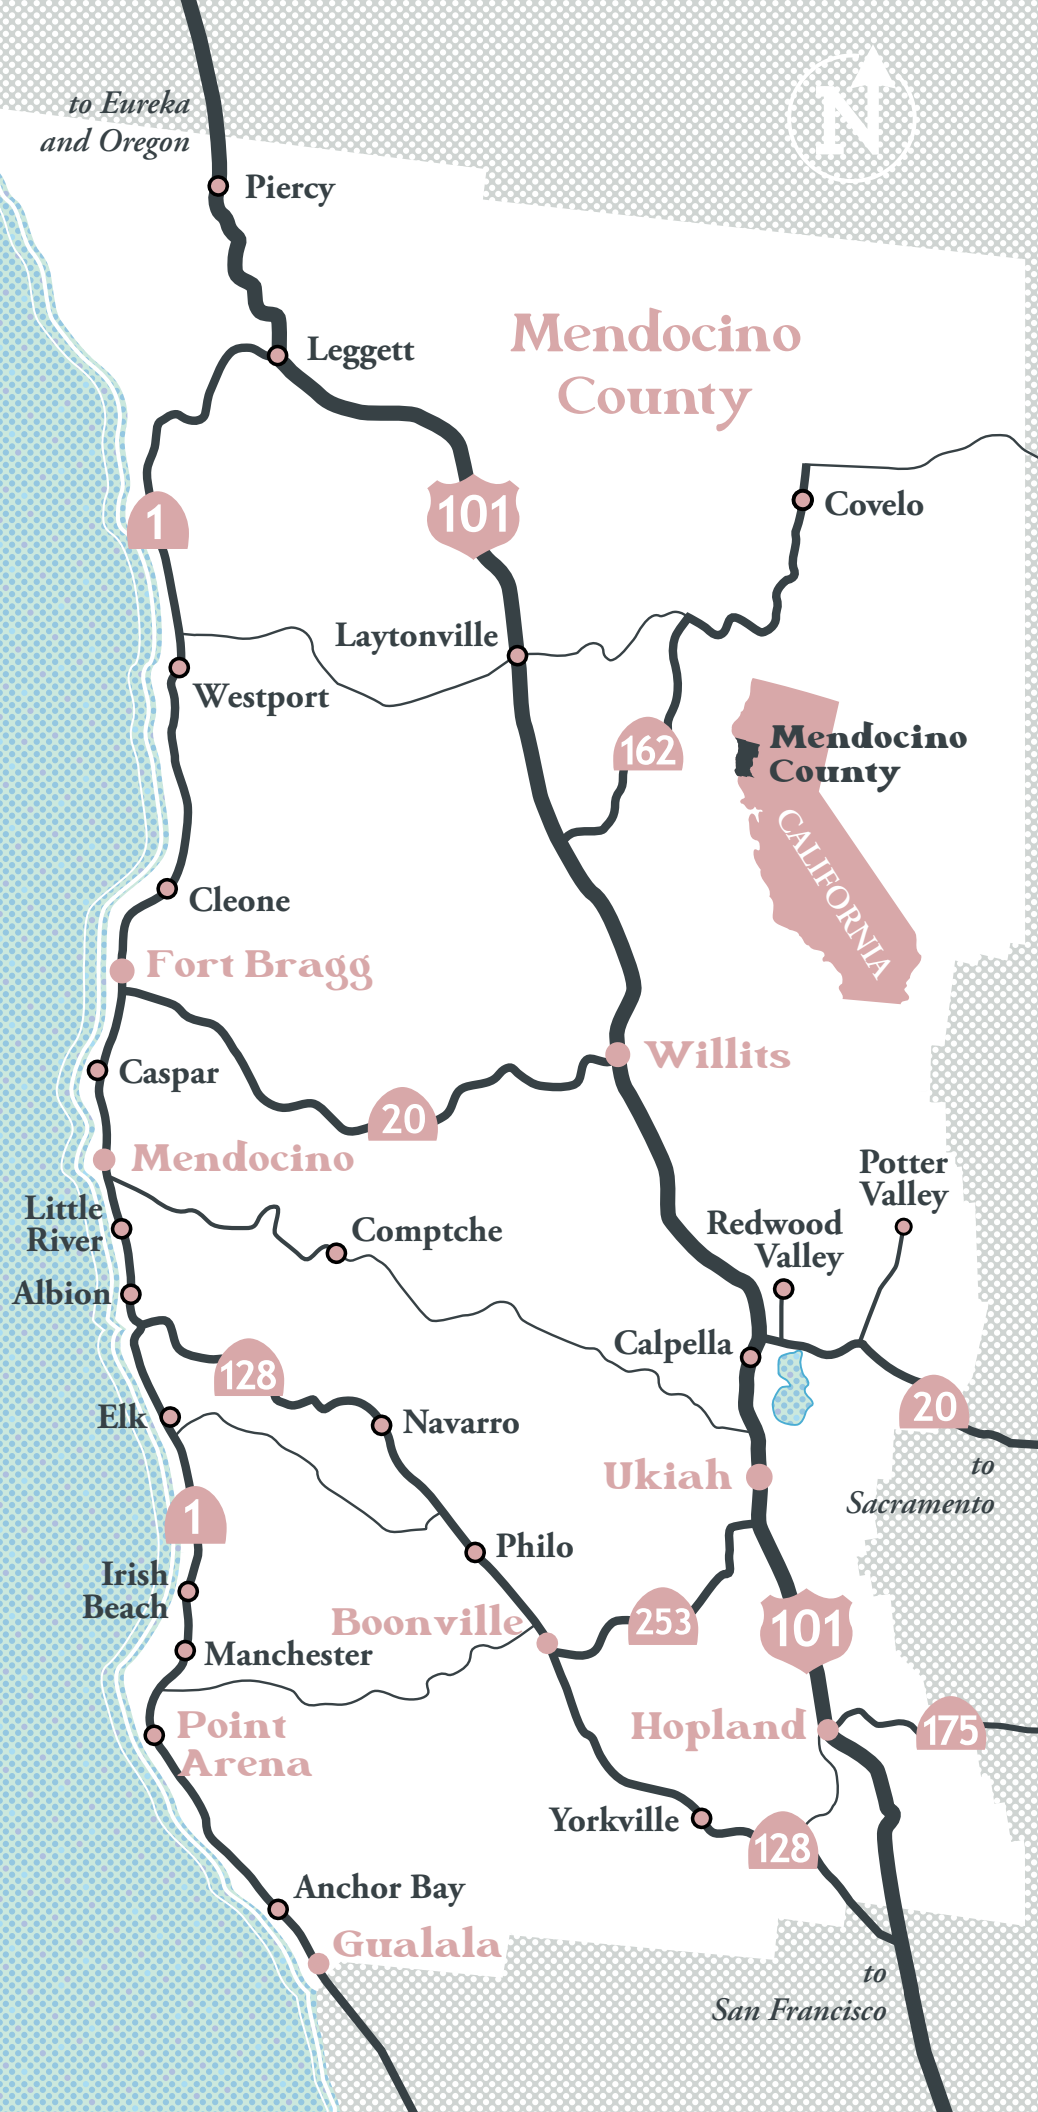 to Eureka
and Oregon
N
Piercy
Leggett
Mendocino
County
1
101
Covelo
Laytonville
Westport
162
Mendocino
County
CALIFORNIA
Cleone
Fort Bragg
Willits
Caspar
20
Mendocino
Potter
Valley
Little
River
Redwood
Valley
Comptche
Albion
Calpella
128
20
Elk
Navarro
to
Sacramento
Ukiah
1
Philo
Irish
Beach
Boonville
253
101
Manchester
Point
Arena
Hopland
175
Yorkville
128
Anchor Bay
Gualala
to
San Francisco